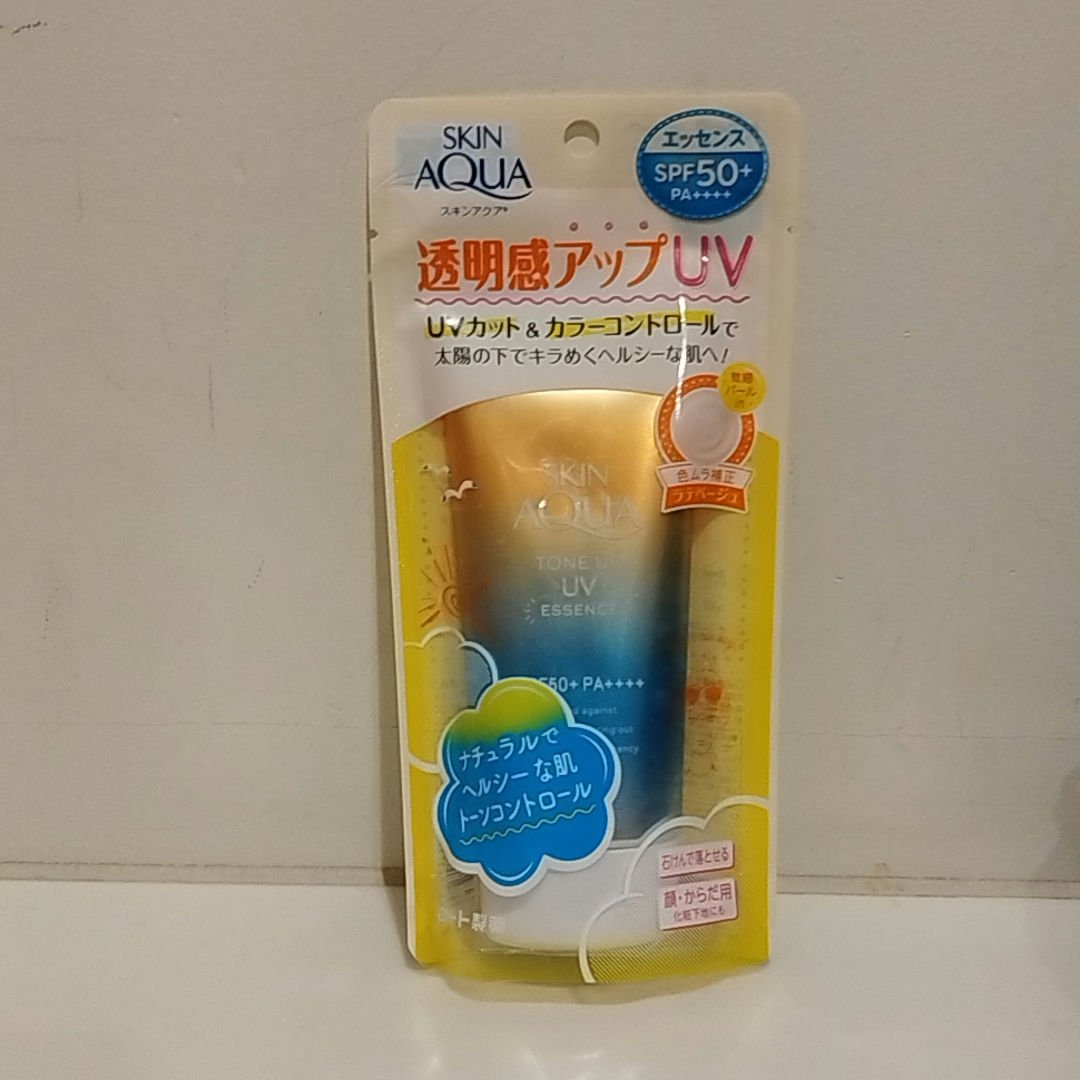 SKIN
AQUA
スキンアクア®
エッセンス
SPF50+
PA++++
透明感アップUV
UVカット&カラーコントロールで
太陽の下でキラめくヘルシーな肌へ!
パール
in
色ムラ補正
ラテベージュ
SKIN
AQUA
TONE UP
UV
ESSENCE
50+ PA++++
against
ナチュラルで
ヘルシーな肌
トーンコントロール
石けんで落とせる
顔・からだ用
化粧下地にも
ロート製薬